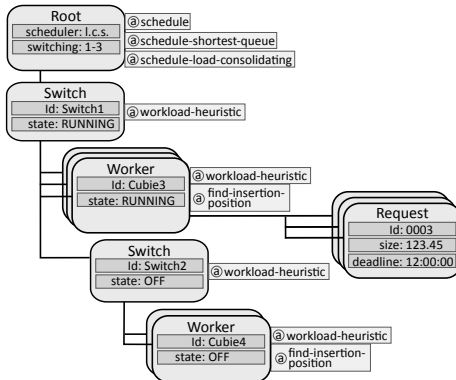 Root
scheduler: l.c.s.
switching: 1-3
@schedule
@schedule-shortest-queue
@schedule-load-consolidating
Switch
Id: Switch1
state: RUNNING
@workload-heuristic
Worker
Id: Cubie3
state: RUNNING
@workload-heuristic
@find-insertion-
position
Request
Id: 0003
size: 123.45
deadline: 12:00:00
Switch
Id: Switch2
state: OFF
@workload-heuristic
Worker
Id: Cubie4
state: OFF
@workload-heuristic
@find-insertion-
position